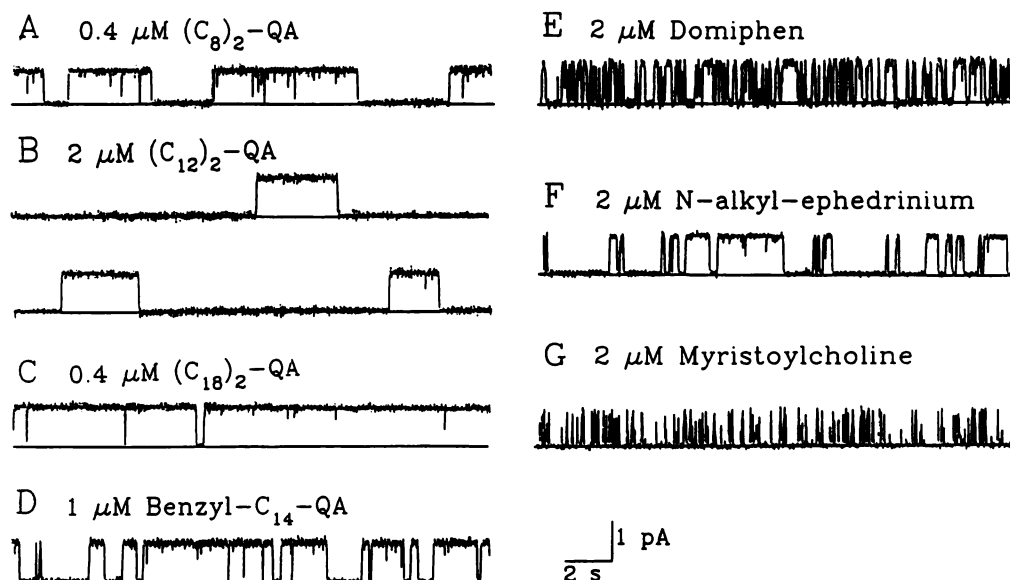 A 0.4 μM (C₈)₂−QA
B 2 μM (C₁₂)₂−QA
C 0.4 μM (C₁₈)₂−QA
D 1 μM Benzyl−C₁₄−QA
E 2 μM Domiphen
F 2 μM N−alkyl−ephedrinium
G 2 μM Myristoylcholine
1 pA
2 s